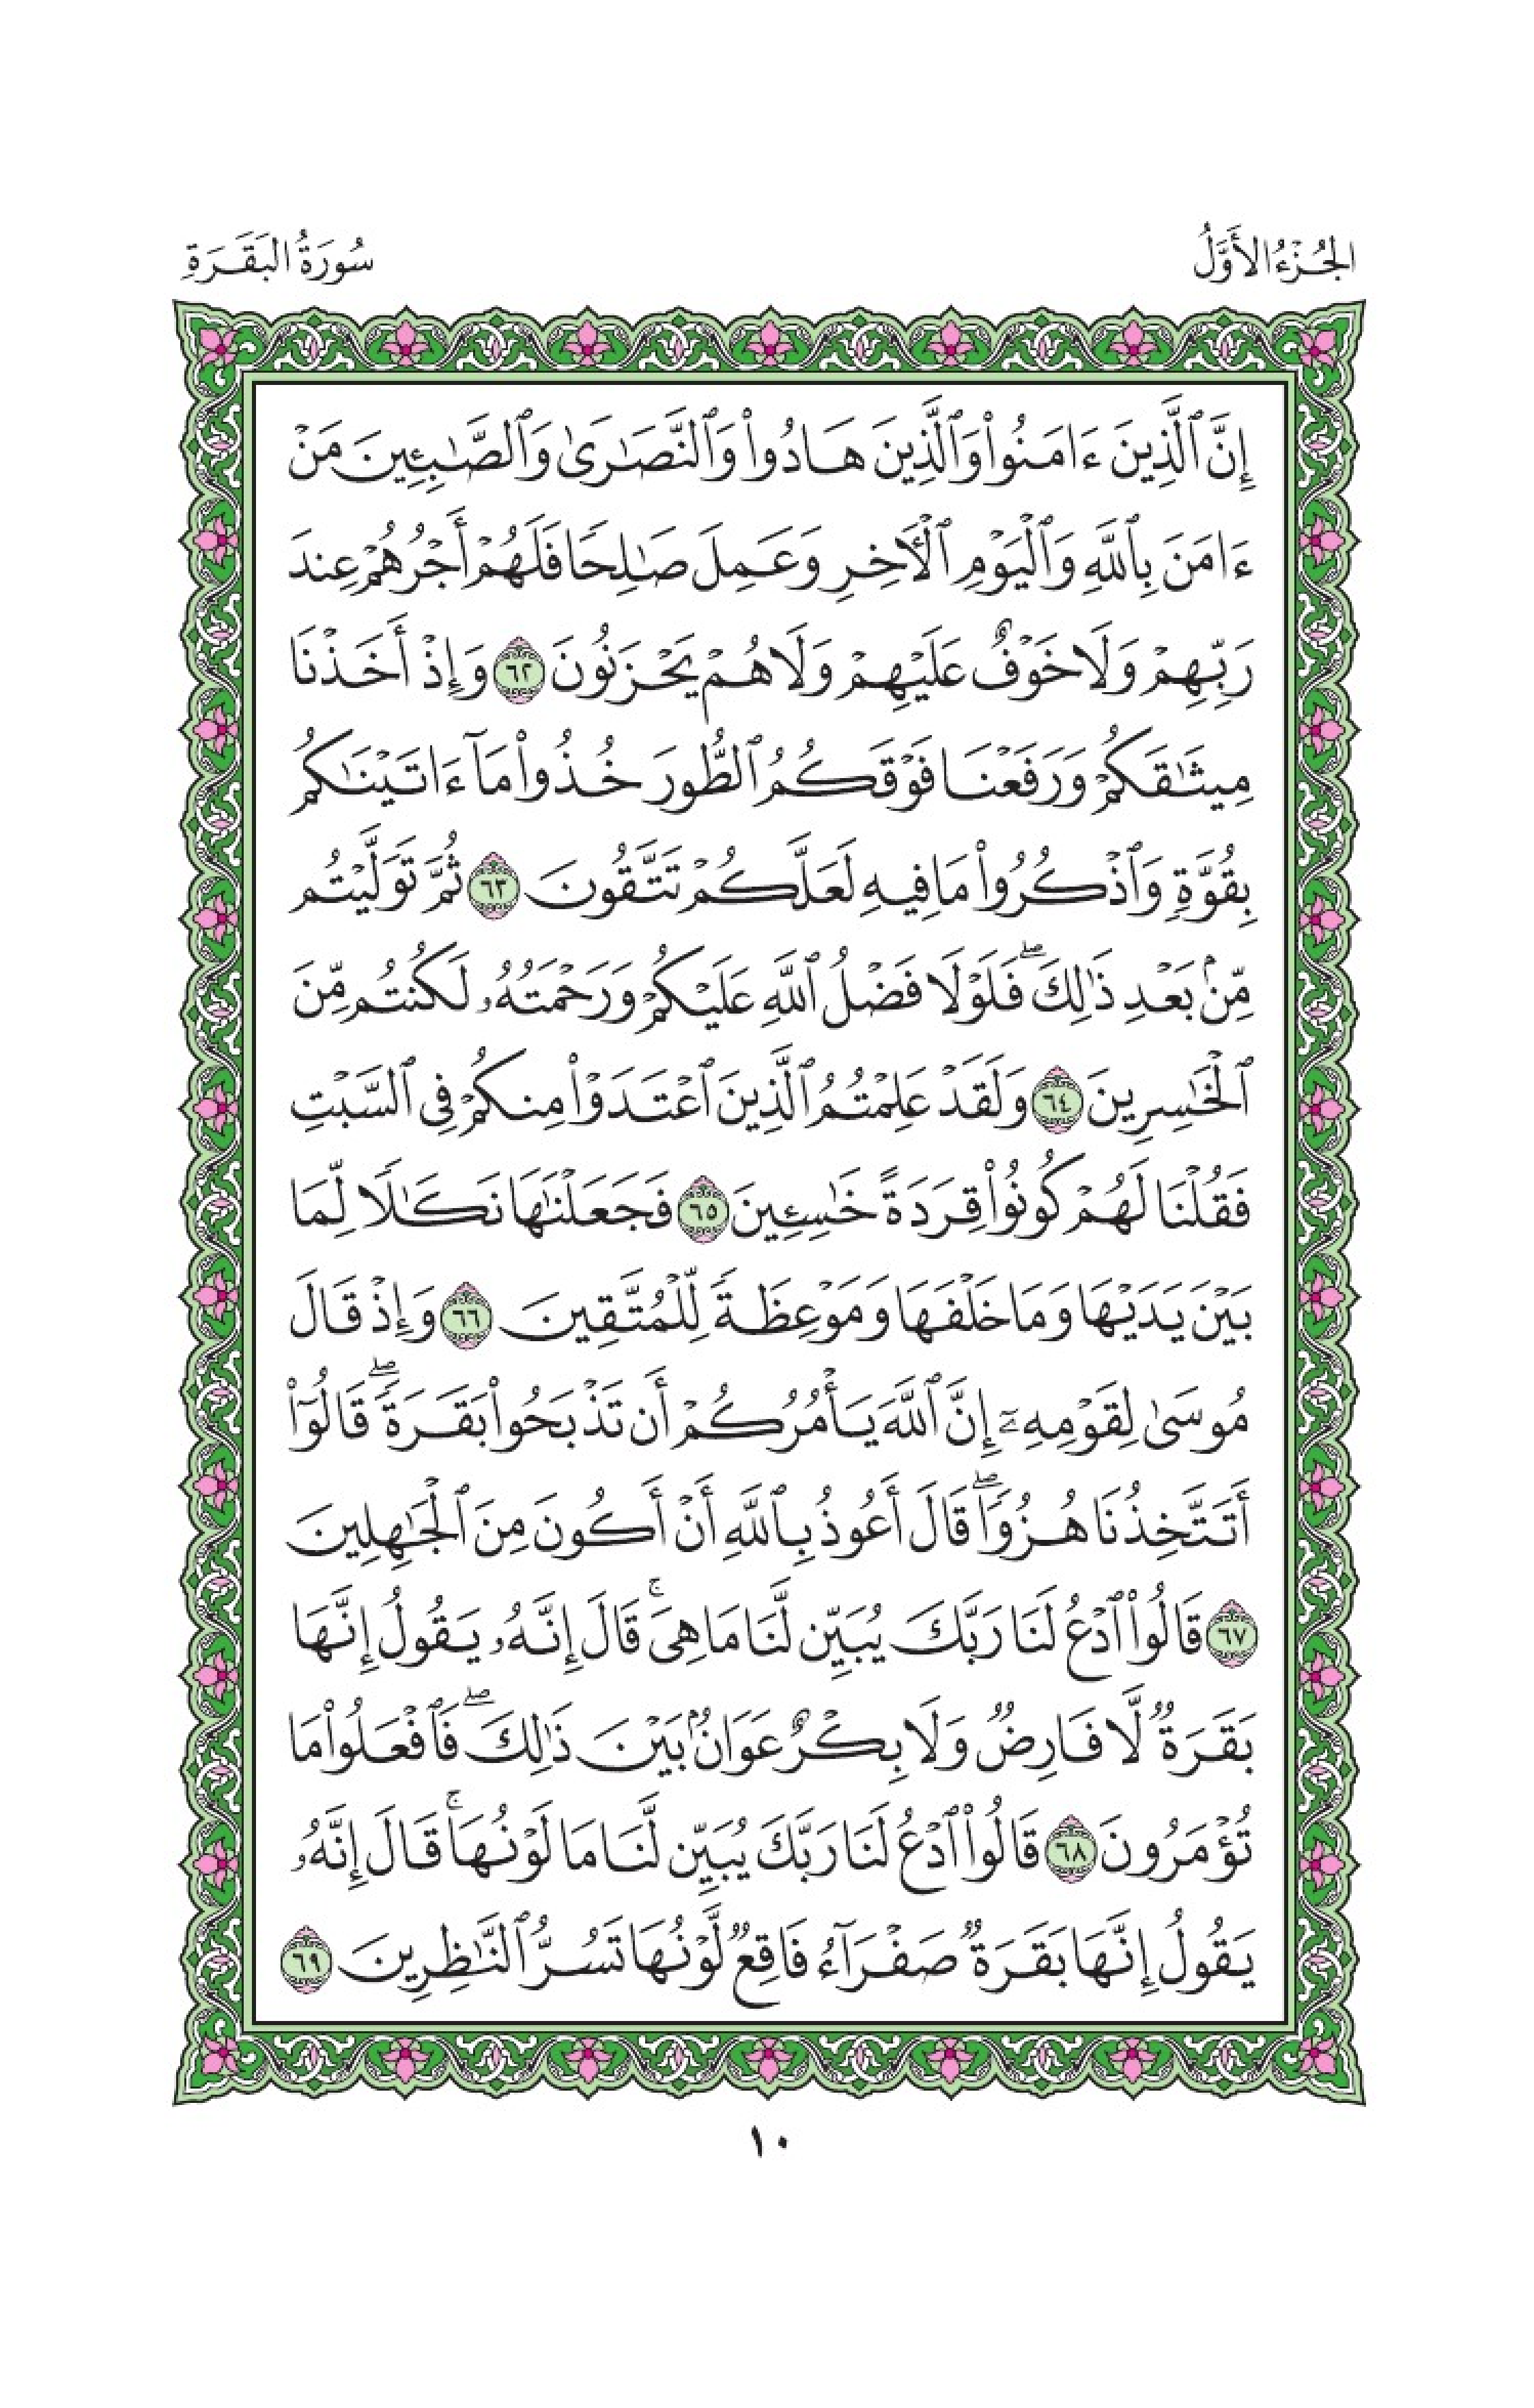 الجُزْءُ الأَوَّلُ
سُورَةُ البَقَرَةِ
إِنَّ ٱلَّذِينَ ءَامَنُوا۟ وَٱلَّذِينَ هَادُوا۟ وَٱلنَّصَـٰرَىٰ وَٱلصَّـٰبِـِٔينَ مَنْ
ءَامَنَ بِٱللَّهِ وَٱلْيَوْمِ ٱلْـَٔاخِرِ وَعَمِلَ صَـٰلِحًا فَلَهُمْ أَجْرُهُمْ عِندَ
رَبِّهِمْ وَلَا خَوْفٌ عَلَيْهِمْ وَلَا هُمْ يَحْزَنُونَ ٦٢ وَإِذْ أَخَذْنَا
مِيثَـٰقَكُمْ وَرَفَعْنَا فَوْقَكُمُ ٱلطُّورَ خُذُوا۟ مَآ ءَاتَيْنَـٰكُم
بِقُوَّةٍ وَٱذْكُرُوا۟ مَا فِيهِ لَعَلَّكُمْ تَتَّقُونَ ٦٣ ثُمَّ تَوَلَّيْتُم
مِّنۢ بَعْدِ ذَٰلِكَ ۖ فَلَوْلَا فَضْلُ ٱللَّهِ عَلَيْكُمْ وَرَحْمَتُهُۥ لَكُنتُم مِّنَ
ٱلْخَـٰسِرِينَ ٦٤ وَلَقَدْ عَلِمْتُمُ ٱلَّذِينَ ٱعْتَدَوْا۟ مِنكُمْ فِى ٱلسَّبْتِ
فَقُلْنَا لَهُمْ كُونُوا۟ قِرَدَةً خَـٰسِـِٔينَ ٦٥ فَجَعَلْنَـٰهَا نَكَـٰلًا لِّمَا
بَيْنَ يَدَيْهَا وَمَا خَلْفَهَا وَمَوْعِظَةً لِّلْمُتَّقِينَ ٦٦ وَإِذْ قَالَ
مُوسَىٰ لِقَوْمِهِۦٓ إِنَّ ٱللَّهَ يَأْمُرُكُمْ أَن تَذْبَحُوا۟ بَقَرَةً ۖ قَالُوٓا۟
أَتَتَّخِذُنَا هُزُوًا ۖ قَالَ أَعُوذُ بِٱللَّهِ أَنْ أَكُونَ مِنَ ٱلْجَـٰهِلِينَ
٦٧ قَالُوا۟ ٱدْعُ لَنَا رَبَّكَ يُبَيِّن لَّنَا مَا هِىَ ۚ قَالَ إِنَّهُۥ يَقُولُ إِنَّهَا
بَقَرَةٌ لَّا فَارِضٌ وَلَا بِكْرٌ عَوَانٌۢ بَيْنَ ذَٰلِكَ ۖ فَٱفْعَلُوا۟ مَا
تُؤْمَرُونَ ٦٨ قَالُوا۟ ٱدْعُ لَنَا رَبَّكَ يُبَيِّن لَّنَا مَا لَوْنُهَا ۚ قَالَ إِنَّهُۥ
يَقُولُ إِنَّهَا بَقَرَةٌ صَفْرَآءُ فَاقِعٌ لَّوْنُهَا تَسُرُّ ٱلنَّـٰظِرِينَ ٦٩
١٠